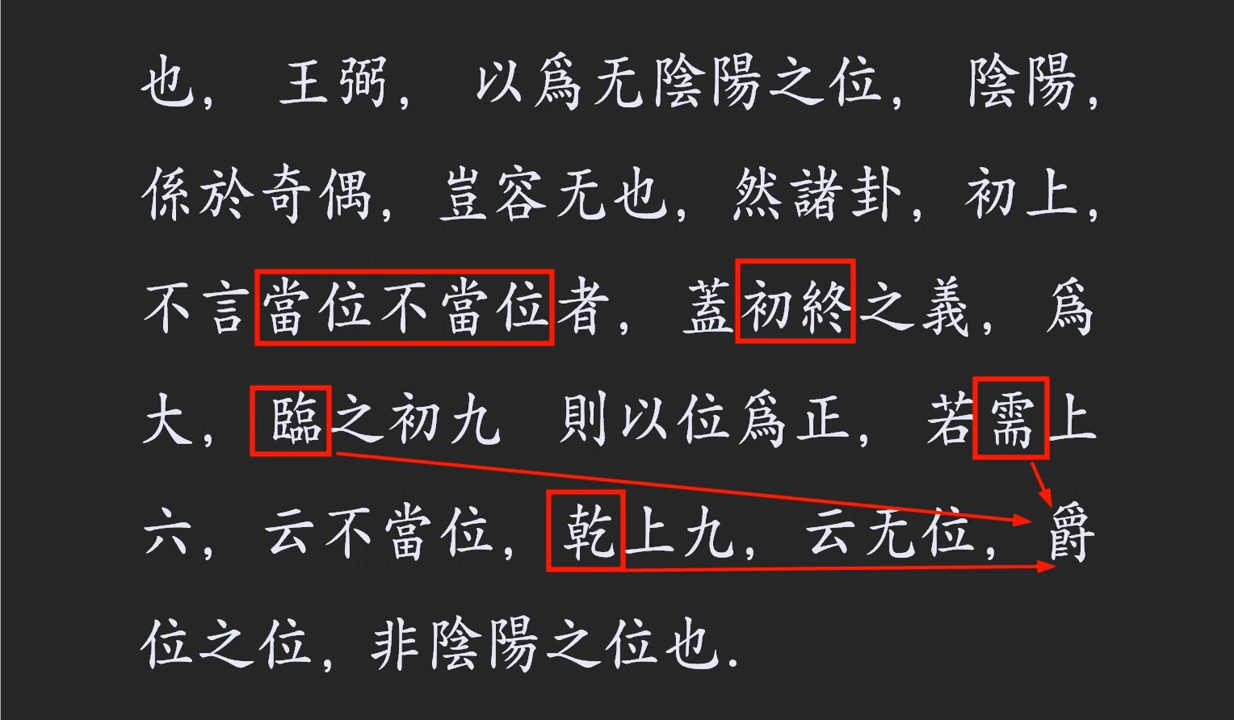 也， 王弼， 以爲无陰陽之位， 陰陽，
係於奇偶， 豈容无也， 然諸卦， 初上，
不言當位不當位者， 蓋初終之義， 爲
大， 臨之初九 則以位爲正， 若需上
六， 云不當位， 乾上九， 云无位， 爵
位之位， 非陰陽之位也.